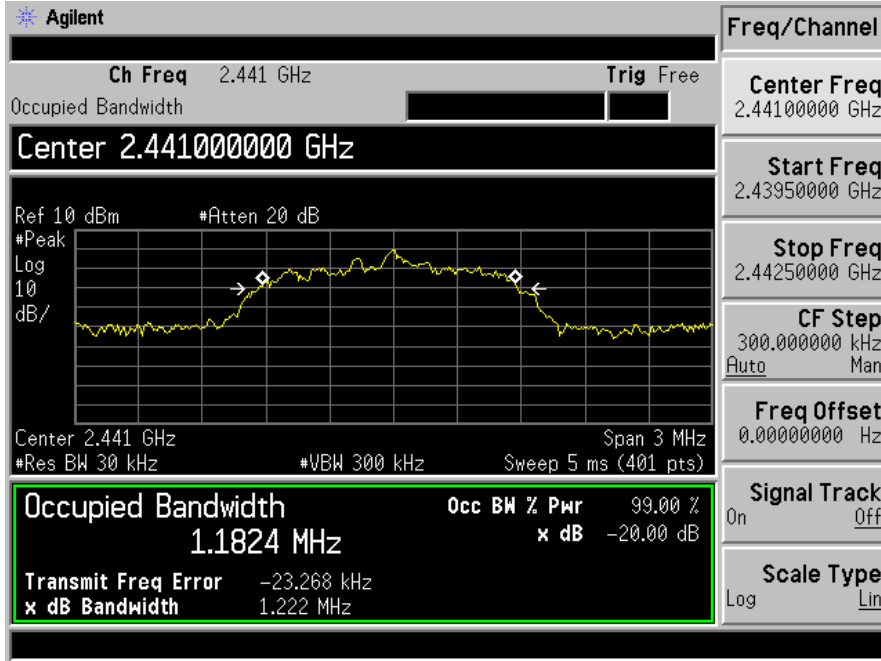 Agilent
Freq/Channel
Ch Freq 2.441 GHz Trig Free
Occupied Bandwidth
Center 2.441000000 GHz
Ref 10 dBm #Atten 20 dB
#Peak
Log
10
dB/
Center 2.441 GHz Span 3 MHz
#Res BW 30 kHz #VBW 300 kHz Sweep 5 ms (401 pts)
Occupied Bandwidth
1.1824 MHz
Occ BW % Pwr 99.00 %
x dB -20.00 dB
Transmit Freq Error -23.268 kHz
x dB Bandwidth 1.222 MHz
Center Freq
2.44100000 GHz
Start Freq
2.43950000 GHz
Stop Freq
2.44250000 GHz
CF Step
300.000000 kHz
Auto Man
Freq Offset
0.00000000 Hz
Signal Track
On Off
Scale Type
Log Lin